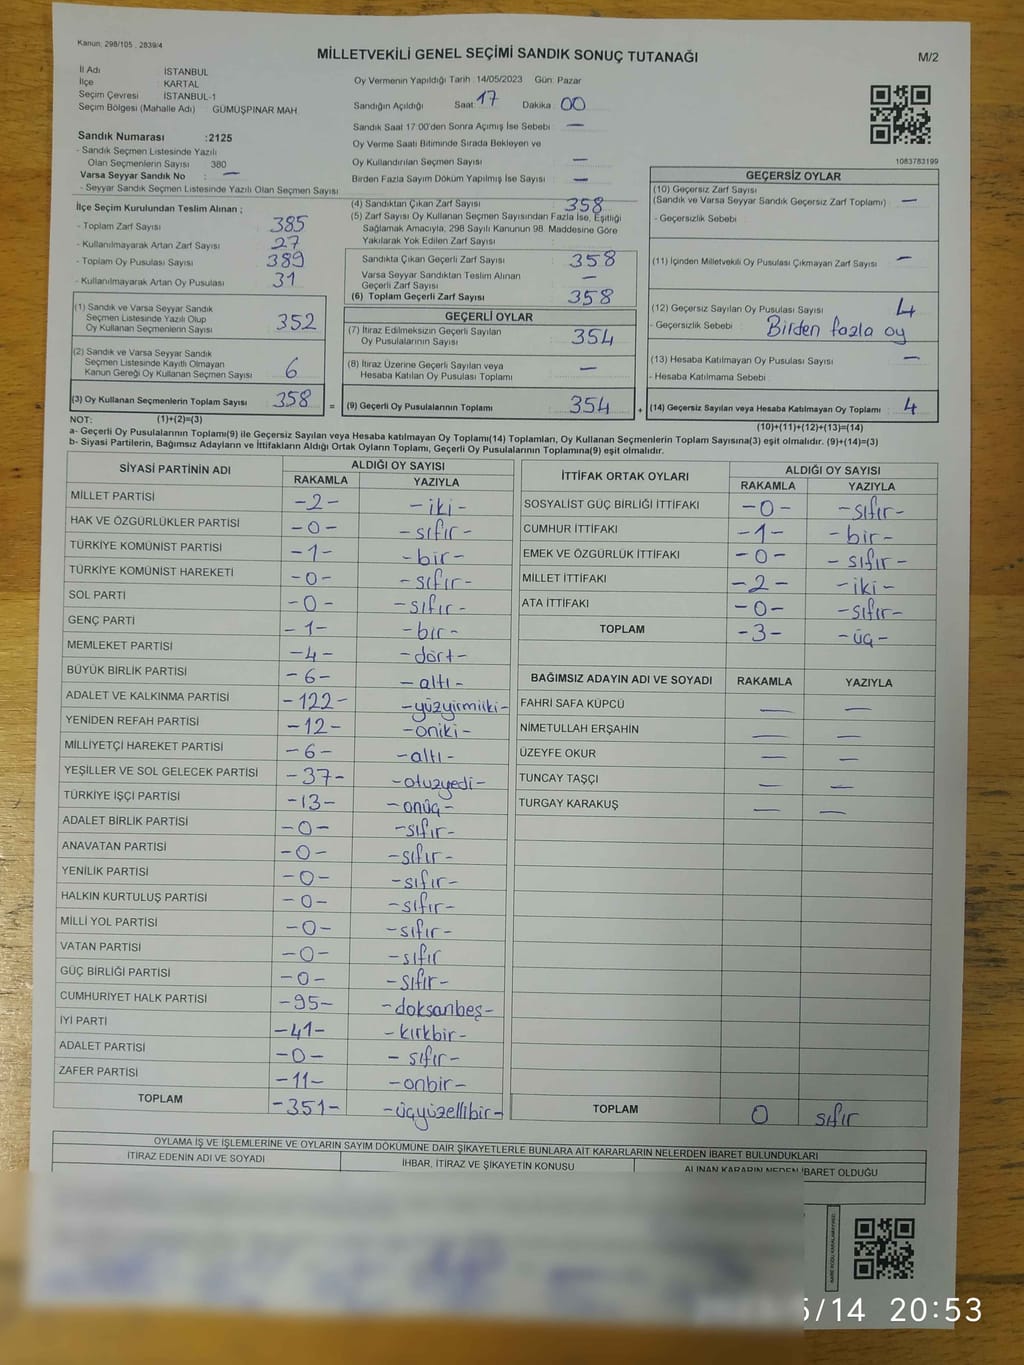 Kanun, 298/105 , 2839/4
MİLLETVEKİLİ GENEL SEÇİMİ SANDIK SONUÇ TUTANAĞI
M/2
İl Adı İSTANBUL
İlçe KARTAL
Seçim Çevresi İSTANBUL-1
Seçim Bölgesi (Mahalle Adı) GÜMÜŞPINAR MAH.
Sandık Numarası :2125
- Sandık Seçmen Listesinde Yazılı
Olan Seçmenlerin Sayısı 380
Varsa Seyyar Sandık No —
- Seyyar Sandık Seçmen Listesinde Yazılı Olan Seçmen Sayısı
Oy Vermenin Yapıldığı Tarih : 14/05/2023 Gün: Pazar
Sandığın Açıldığı Saat: 17 Dakika : 00
Sandık Saat 17:00'den Sonra Açımış İse Sebebi : —
Oy Verme Saati Bitiminde Sırada Bekleyen ve
Oy Kullandırılan Seçmen Sayısı : —
Birden Fazla Sayım Döküm Yapılmış İse Sayısı : —
1083783199
İlçe Seçim Kurulundan Teslim Alınan ;
- Toplam Zarf Sayısı : 385
- Kullanılmayarak Artan Zarf Sayısı : 27
- Toplam Oy Pusulası Sayısı : 389
- Kullanılmayarak Artan Oy Pusulası : 31
(1) Sandık ve Varsa Seyyar Sandık
Seçmen Listesinde Yazılı Olup
Oy Kullanan Seçmenlerin Sayısı : 352
(2) Sandık ve Varsa Seyyar Sandık
Seçmen Listesinde Kayıtlı Olmayan
Kanun Gereği Oy Kullanan Seçmen Sayısı : 6
(3) Oy Kullanan Seçmenlerin Toplam Sayısı : 358
(4) Sandıktan Çıkan Zarf Sayısı : 358
(5) Zarf Sayısı Oy Kullanan Seçmen Sayısından Fazla İse, Eşitliği
Sağlamak Amacıyla, 298 Sayılı Kanunun 98. Maddesine Göre
Yakılarak Yok Edilen Zarf Sayısı :
Sandıkta Çıkan Geçerli Zarf Sayısı : 358
Varsa Seyyar Sandıktan Teslim Alınan
Geçerli Zarf Sayısı : —
(6) Toplam Geçerli Zarf Sayısı : 358
GEÇERLİ OYLAR
(7) İtiraz Edilmeksizin Geçerli Sayılan
Oy Pusulalarının Sayısı : 354
(8) İtiraz Üzerine Geçerli Sayılan veya
Hesaba Katılan Oy Pusulası Toplamı : —
= (9) Geçerli Oy Pusulalarının Toplamı : 354
GEÇERSİZ OYLAR
(10) Geçersiz Zarf Sayısı
(Sandık ve Varsa Seyyar Sandık Geçersiz Zarf Toplamı) : —
- Geçersizlik Sebebi :
(11) İçinden Milletvekili Oy Pusulası Çıkmayan Zarf Sayısı : —
(12) Geçersiz Sayılan Oy Pusulası Sayısı : 4
- Geçersizlik Sebebi : Birden fazla oy
(13) Hesaba Katılmayan Oy Pusulası Sayısı : —
- Hesaba Katılmama Sebebi :
+ (14) Geçersiz Sayılan veya Hesaba Katılmayan Oy Toplamı : 4
NOT: (1)+(2)=(3)
(10)+(11)+(12)+(13)=(14)
a- Geçerli Oy Pusulalarının Toplamı(9) ile Geçersiz Sayılan veya Hesaba katılmayan Oy Toplamı(14) Toplamları, Oy Kullanan Seçmenlerin Toplam Sayısına(3) eşit olmalıdır. (9)+(14)=(3)
b- Siyasi Partilerin, Bağımsız Adayların ve İttifakların Aldığı Ortak Oyların Toplamı, Geçerli Oy Pusulalarının Toplamına(9) eşit olmalıdır.
SİYASİ PARTİNİN ADI ALDIĞI OY SAYISI
RAKAMLA YAZIYLA
MİLLET PARTİSİ -2- -iki-
HAK VE ÖZGÜRLÜKLER PARTİSİ -0- -sıfır-
TÜRKİYE KOMÜNİST PARTİSİ -1- -bir-
TÜRKİYE KOMÜNİST HAREKETİ -0- -sıfır-
SOL PARTİ -0- -sıfır-
GENÇ PARTİ -1- -bir-
MEMLEKET PARTİSİ -4- -dört-
BÜYÜK BİRLİK PARTİSİ -6- -altı-
ADALET VE KALKINMA PARTİSİ -122- -yüzyirmiiki-
YENİDEN REFAH PARTİSİ -12- -oniki-
MİLLİYETÇİ HAREKET PARTİSİ -6- -altı-
YEŞİLLER VE SOL GELECEK PARTİSİ -37- -otuzyedi-
TÜRKİYE İŞÇİ PARTİSİ -13- -onüç-
ADALET BİRLİK PARTİSİ -0- -sıfır-
ANAVATAN PARTİSİ -0- -sıfır-
YENİLİK PARTİSİ -0- -sıfır-
HALKIN KURTULUŞ PARTİSİ -0- -sıfır-
MİLLİ YOL PARTİSİ -0- -sıfır-
VATAN PARTİSİ -0- -sıfır
GÜÇ BİRLİĞİ PARTİSİ -0- -sıfır-
CUMHURİYET HALK PARTİSİ -95- -doksanbeş-
İYİ PARTİ -41- -kırkbir-
ADALET PARTİSİ -0- -sıfır-
ZAFER PARTİSİ -11- -onbir-
TOPLAM -351- -üçyüzellibir-
İTTİFAK ORTAK OYLARI ALDIĞI OY SAYISI
RAKAMLA YAZIYLA
SOSYALİST GÜÇ BİRLİĞİ İTTİFAKI -0- -sıfır-
CUMHUR İTTİFAKI -1- -bir-
EMEK VE ÖZGÜRLÜK İTTİFAKI -0- -sıfır-
MİLLET İTTİFAKI -2- -iki-
ATA İTTİFAKI -0- -sıfır-
TOPLAM -3- -üç-
BAĞIMSIZ ADAYIN ADI VE SOYADI RAKAMLA YAZIYLA
FAHRİ SAFA KÜPCÜ — —
NİMETULLAH ERŞAHİN — —
ÜZEYFE OKUR — —
TUNCAY TAŞÇI — —
TURGAY KARAKUŞ — —
TOPLAM 0 sıfır
OYLAMA İŞ VE İŞLEMLERİNE VE OYLARIN SAYIM DÖKÜMÜNE DAİR ŞİKAYETLERLE BUNLARA AİT KARARLARIN NELERDEN İBARET BULUNDUKLARI
İTİRAZ EDENİN ADI VE SOYADI İHBAR, İTİRAZ VE ŞİKAYETİN KONUSU ALINAN KARARIN NEDEN İBARET OLDUĞU
5/14 20:53